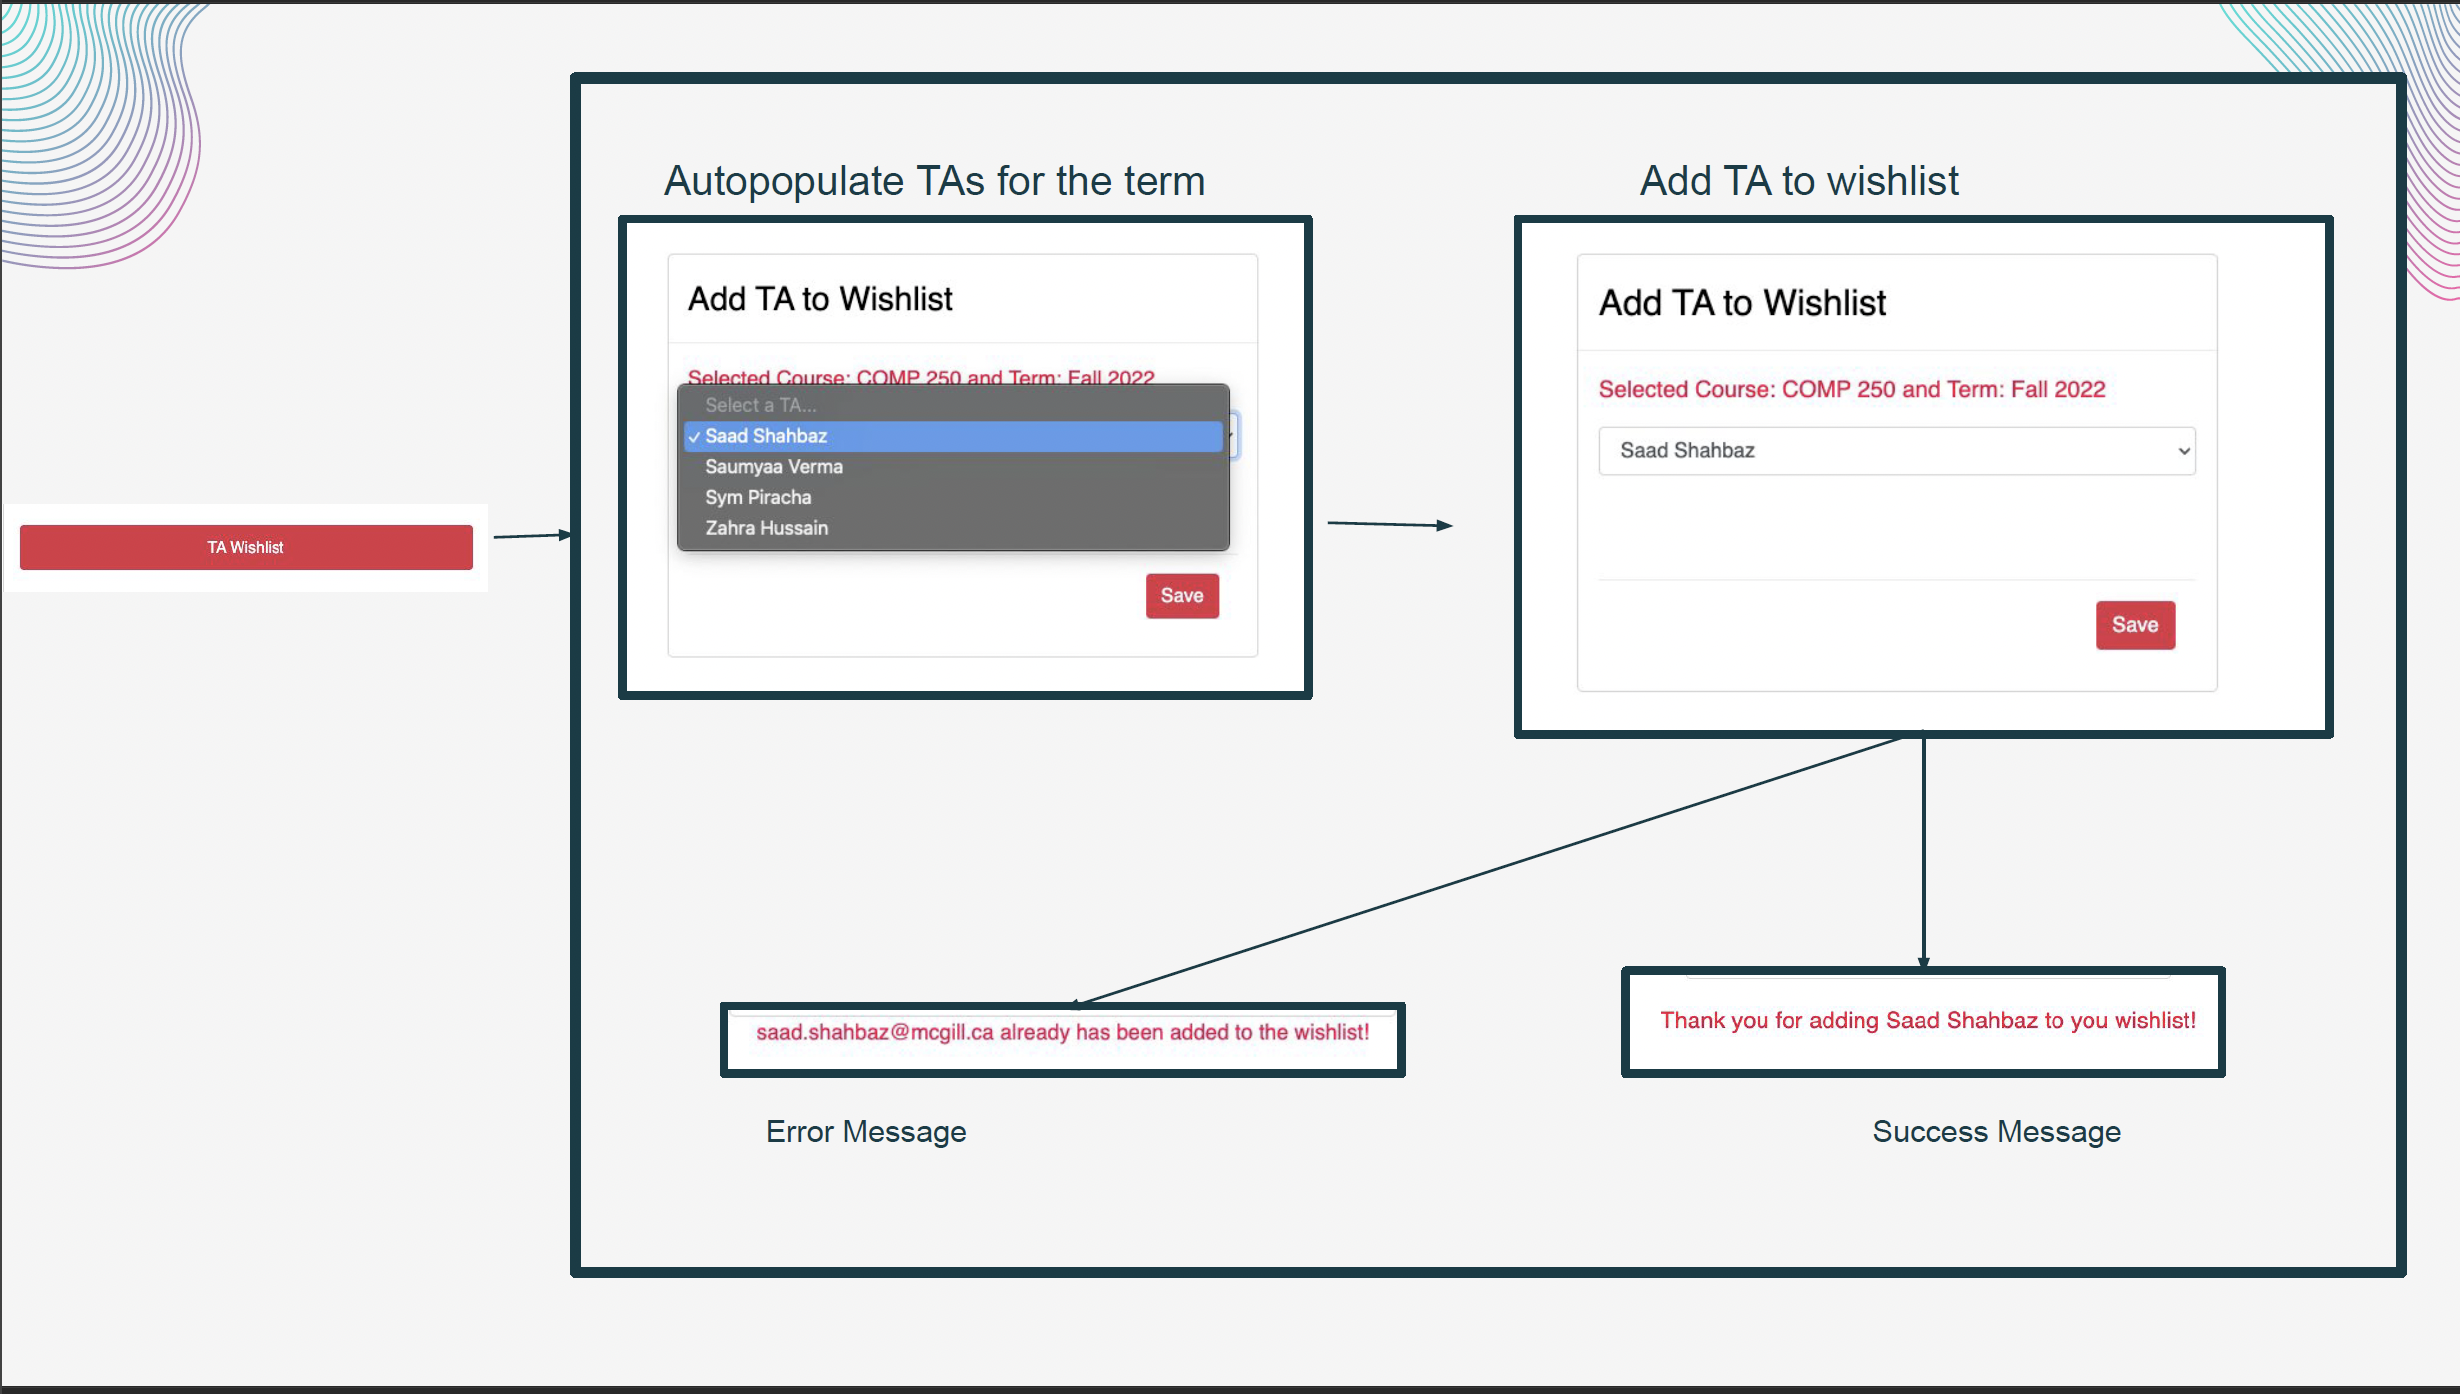 TA Wishlist
Autopopulate TAs for the term
Add TA to Wishlist
Selected Course: COMP 250 and Term: Fall 2022
Select a TA...
✓ Saad Shahbaz
Saumyaa Verma
Sym Piracha
Zahra Hussain
Save
Add TA to wishlist
Add TA to Wishlist
Selected Course: COMP 250 and Term: Fall 2022
Saad Shahbaz
Save
saad.shahbaz@mcgill.ca already has been added to the wishlist!
Error Message
Thank you for adding Saad Shahbaz to you wishlist!
Success Message